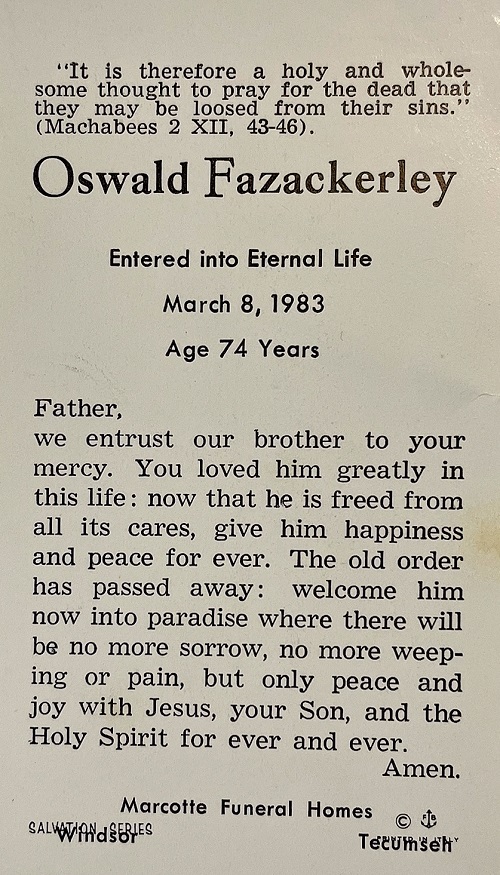 "It is therefore a holy and whole-
some thought to pray for the dead that
they may be loosed from their sins."
(Machabees 2 XII, 43-46).
Oswald Fazackerley
Entered into Eternal Life
March 8, 1983
Age 74 Years
Father,
we entrust our brother to your
mercy. You loved him greatly in
this life: now that he is freed from
all its cares, give him happiness
and peace for ever. The old order
has passed away: welcome him
now into paradise where there will
be no more sorrow, no more weep-
ing or pain, but only peace and
joy with Jesus, your Son, and the
Holy Spirit for ever and ever.
Amen.
Marcotte Funeral Homes
©
SALVATION SERIES
PRINTED IN ITALY
Windsor Tecumseh